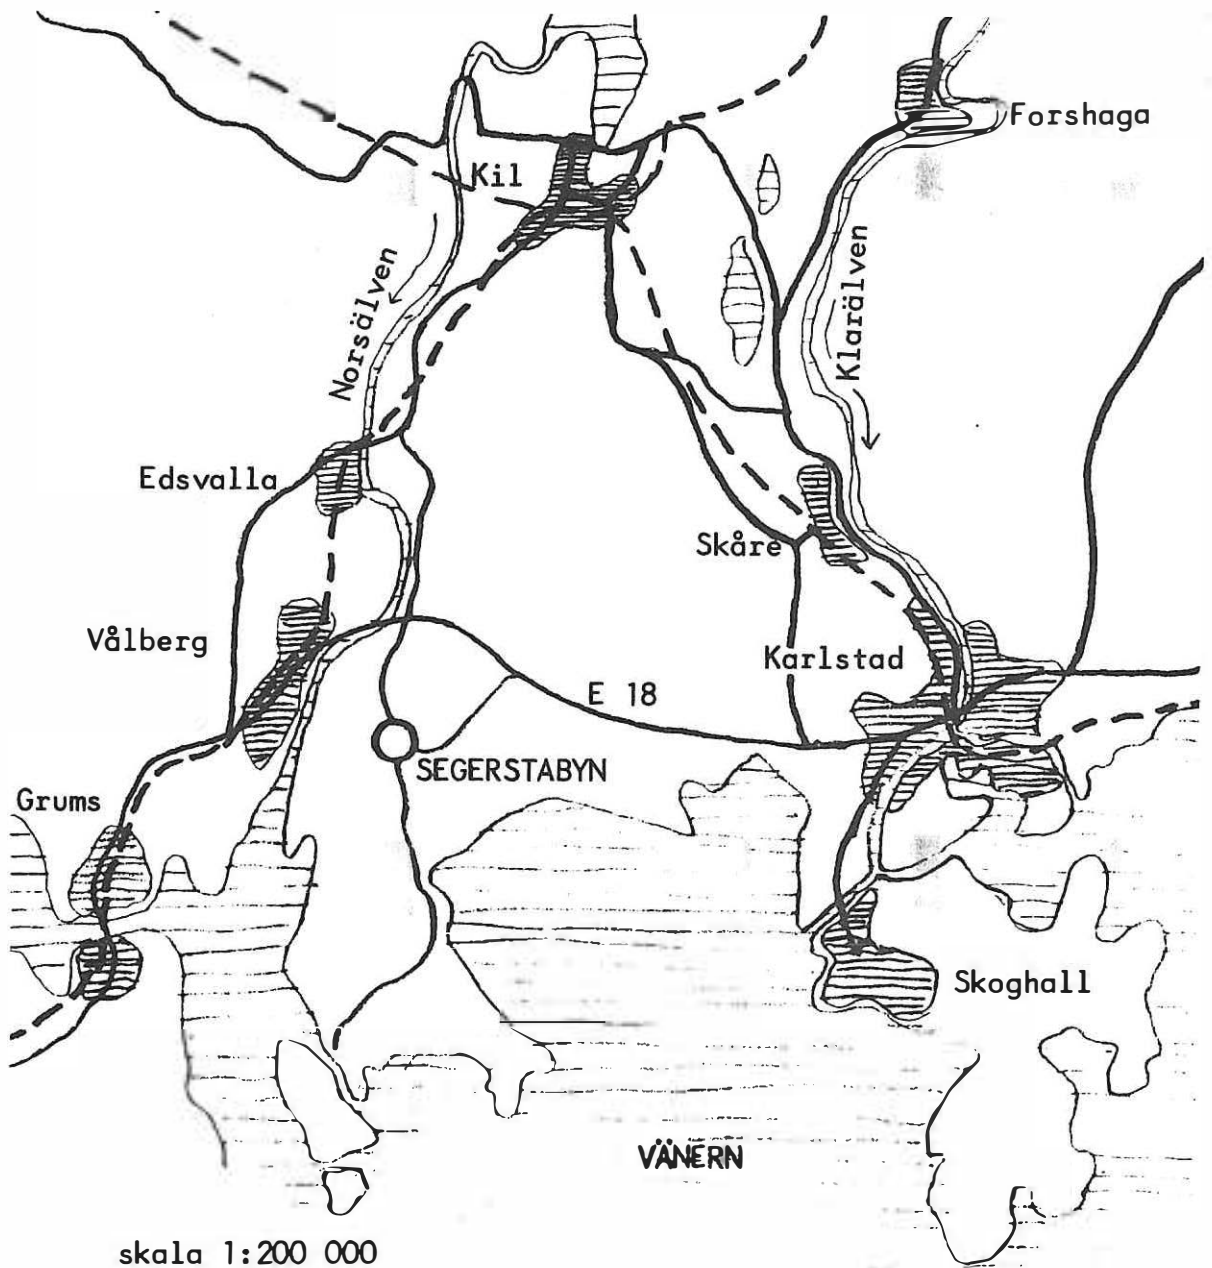 Forshaga
Kil
Norsälven
Klarälven
Edsvalla
Skåre
Vålberg
Karlstad
E 18
SEGERSTABYN
Grums
Skoghall
VÄNERN
skala 1:200 000